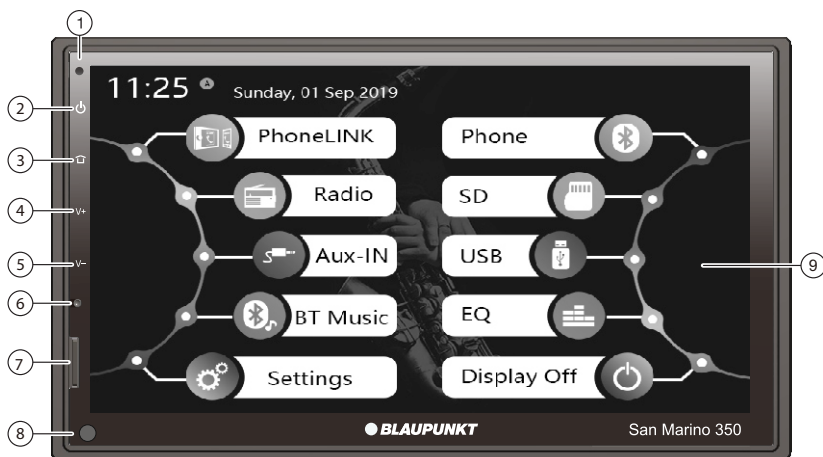 1
2
3
4
5
6
7
8
9
V+
V-
11:25 A Sunday, 01 Sep 2019
PhoneLINK
Phone
Radio
SD
Aux-IN
USB
BT Music
EQ
Settings
Display Off
BLAUPUNKT
San Marino 350